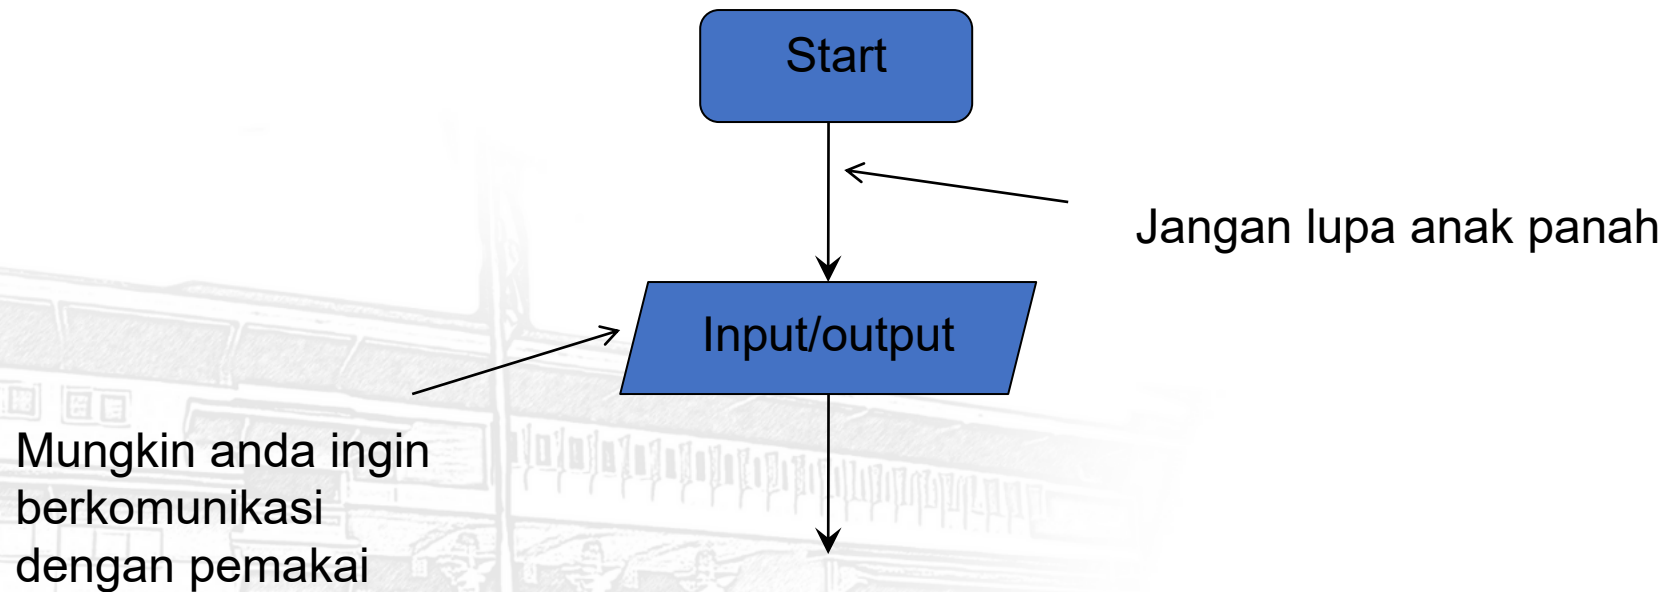 Start
Jangan lupa anak panah
Input/output
Mungkin anda ingin
berkomunikasi
dengan pemakai